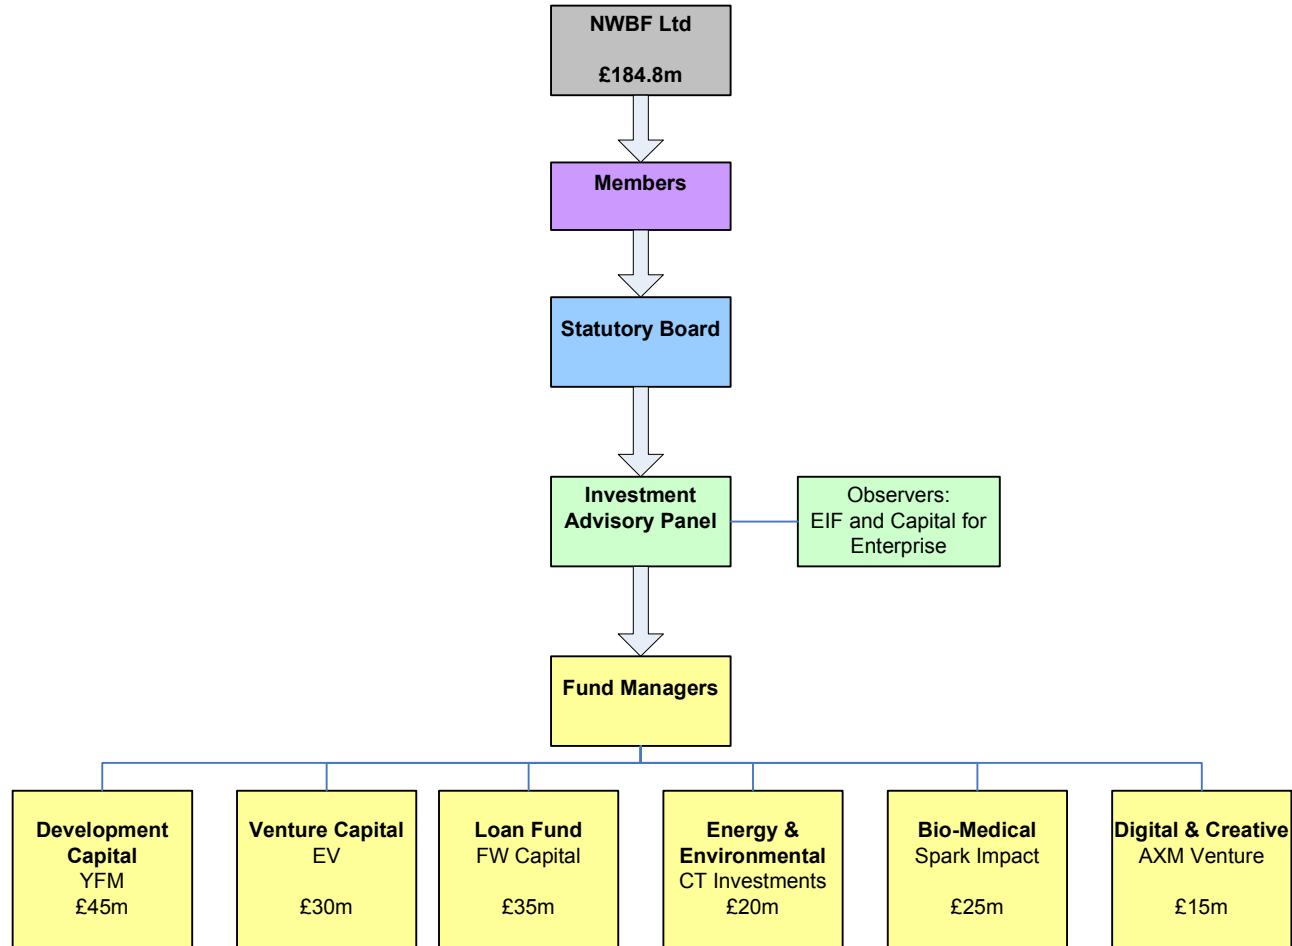 NWBF Ltd
£184.8m
Members
Statutory Board
Investment
Advisory Panel
Observers:
EIF and Capital for
Enterprise
Fund Managers
Development
Capital
YFM
£45m
Venture Capital
EV
£30m
Loan Fund
FW Capital
£35m
Energy &
Environmental
CT Investments
£20m
Bio-Medical
Spark Impact
£25m
Digital & Creative
AXM Venture
£15m